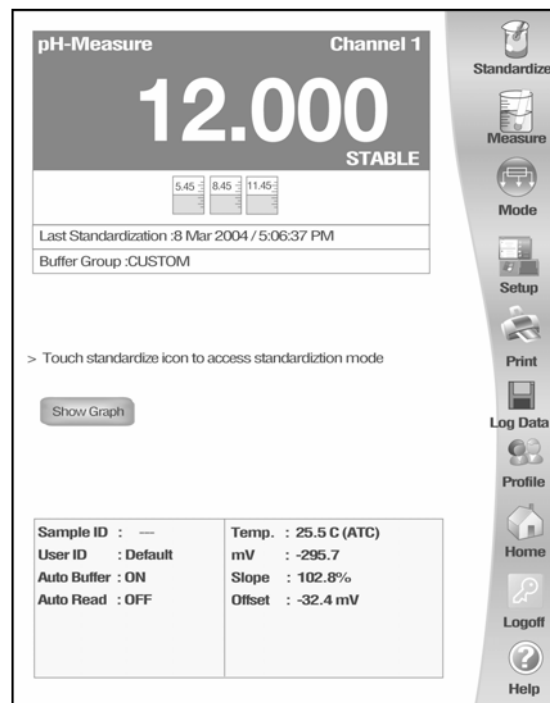 pH-Measure Channel 1
12.000
STABLE
5.45 8.45 11.45
Last Standardization :8 Mar 2004 / 5:06:37 PM
Buffer Group :CUSTOM
> Touch standardize icon to access standardiztion mode
Show Graph
Sample ID : ---
User ID : Default
Auto Buffer : ON
Auto Read : OFF
Temp. : 25.5 C (ATC)
mV : -295.7
Slope : 102.8%
Offset : -32.4 mV
Standardize
Measure
Mode
Setup
Print
Log Data
Profile
Home
Logoff
Help